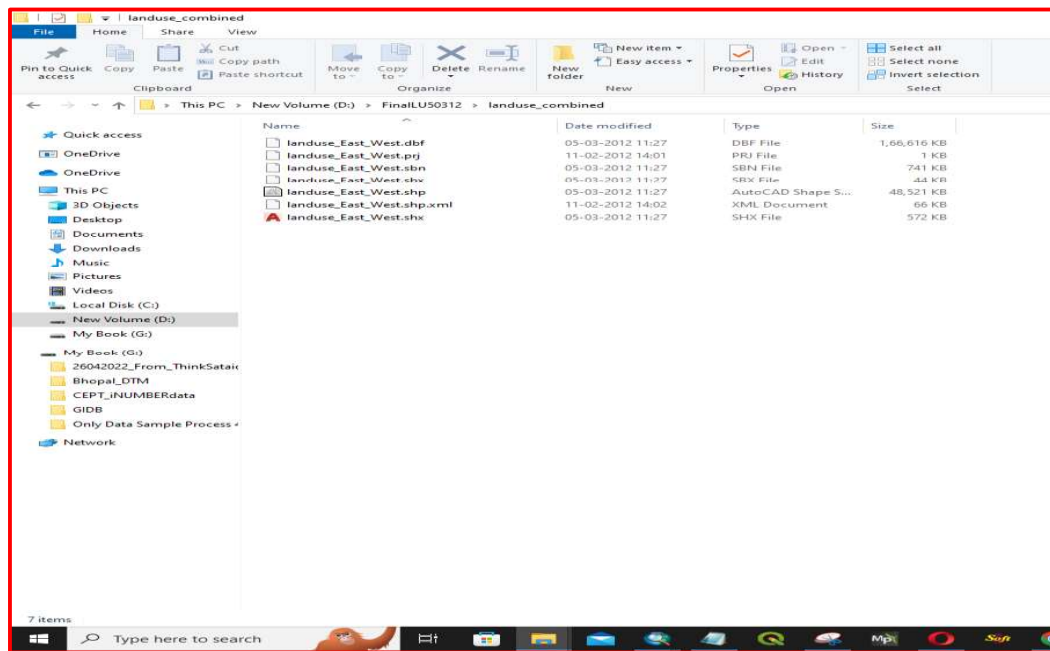 landuse_combined
File Home Share View
Pin to Quick access
Copy
Paste
Cut
Copy path
Paste shortcut
Clipboard
Move to
Copy to
Delete
Rename
Organize
New folder
New item
Easy access
New
Properties
Open
Edit
History
Open
Select all
Select none
Invert selection
Select
This PC > New Volume (D:) > FinalLU50312 > landuse_combined
Quick access
OneDrive
OneDrive
This PC
3D Objects
Desktop
Documents
Downloads
Music
Pictures
Videos
Local Disk (C:)
New Volume (D:)
My Book (G:)
My Book (G:)
26042022_From_ThinkSataid
Bhopal_DTM
CEPT_iNUMBERdata
GIDB
Only Data Sample Process
Network
Name Date modified Type Size
landuse_East_West.dbf 05-03-2012 11:27 DBF File 1,66,616 KB
landuse_East_West.prj 11-02-2012 14:01 PRJ File 1 KB
landuse_East_West.sbn 05-03-2012 11:27 SBN File 741 KB
landuse_East_West.sbx 05-03-2012 11:27 SBX File 44 KB
landuse_East_West.shp 05-03-2012 11:27 AutoCAD Shape S... 48,521 KB
landuse_East_West.shp.xml 11-02-2012 14:02 XML Document 66 KB
landuse_East_West.shx 05-03-2012 11:27 SHX File 572 KB
7 items
Type here to search
Soft